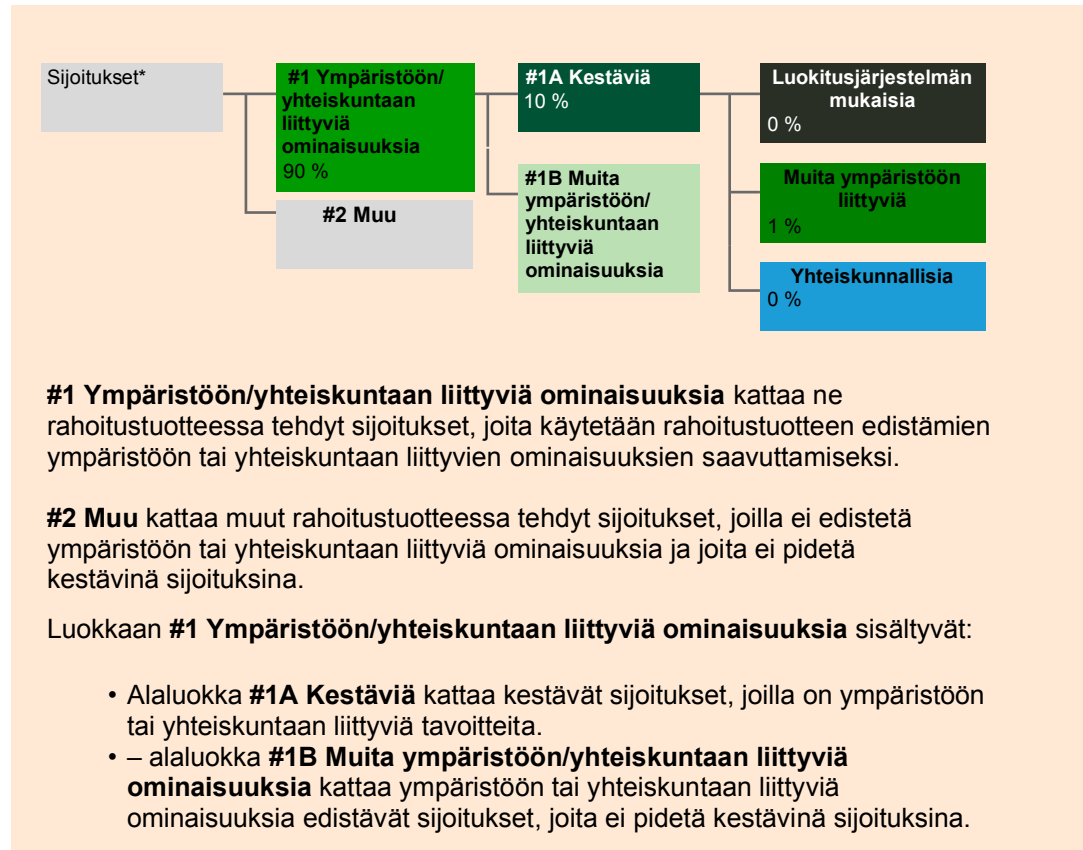 Sijoitukset*
#1 Ympäristöön/
yhteiskuntaan
liittyviä
ominaisuuksia
90 %
#2 Muu
#1A Kestäviä
10 %
#1B Muita
ympäristöön/
yhteiskuntaan
liittyviä
ominaisuuksia
Luokitusjärjestelmän
mukaisia
0 %
Muita ympäristöön
liittyviä
1 %
Yhteiskunnallisia
0 %
#1 Ympäristöön/yhteiskuntaan liittyviä ominaisuuksia kattaa ne
rahoitustuotteessa tehdyt sijoitukset, joita käytetään rahoitustuotteen edistämien
ympäristöön tai yhteiskuntaan liittyvien ominaisuuksien saavuttamiseksi.
#2 Muu kattaa muut rahoitustuotteessa tehdyt sijoitukset, joilla ei edistetä
ympäristöön tai yhteiskuntaan liittyviä ominaisuuksia ja joita ei pidetä
kestävinä sijoituksina.
Luokkaan #1 Ympäristöön/yhteiskuntaan liittyviä ominaisuuksia sisältyvät:
• Alaluokka #1A Kestäviä kattaa kestävät sijoitukset, joilla on ympäristöön
tai yhteiskuntaan liittyviä tavoitteita.
• – alaluokka #1B Muita ympäristöön/yhteiskuntaan liittyviä
ominaisuuksia kattaa ympäristöön tai yhteiskuntaan liittyviä
ominaisuuksia edistävät sijoitukset, joita ei pidetä kestävinä sijoituksina.